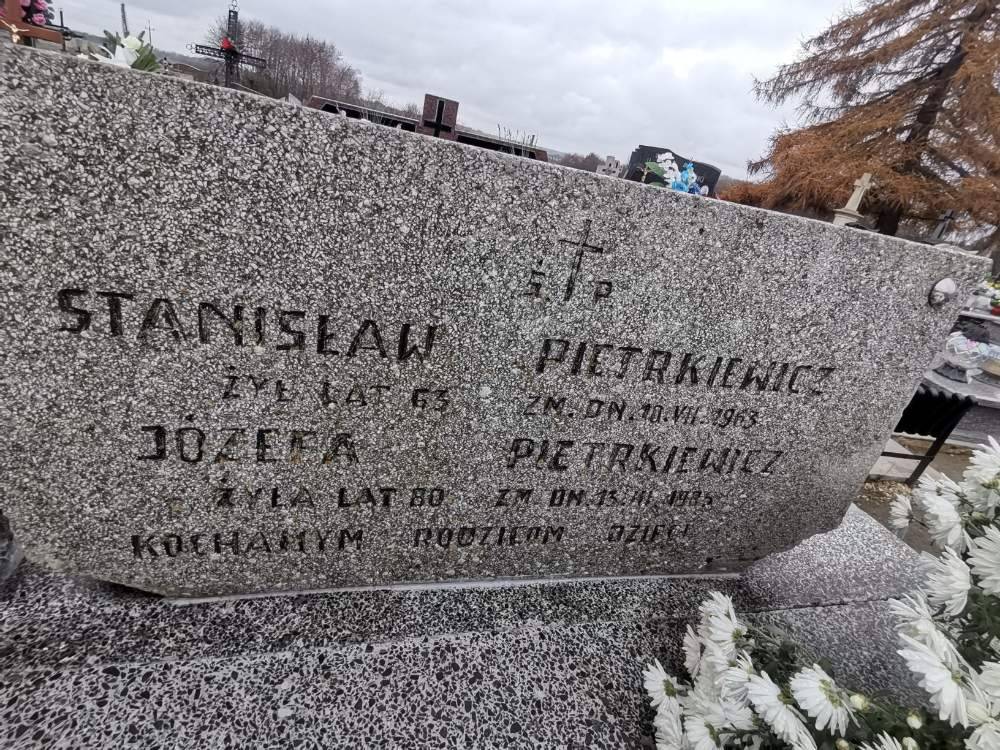 Ś P
STANISŁAW PIETRKIEWICZ
ŻYŁ LAT 63 ZM. DN. 10.VII.1963
JÓZEFA PIETRKIEWICZ
ŻYŁA LAT 80 ZM DN.
KOCHANYM RODZICOM DZIECI